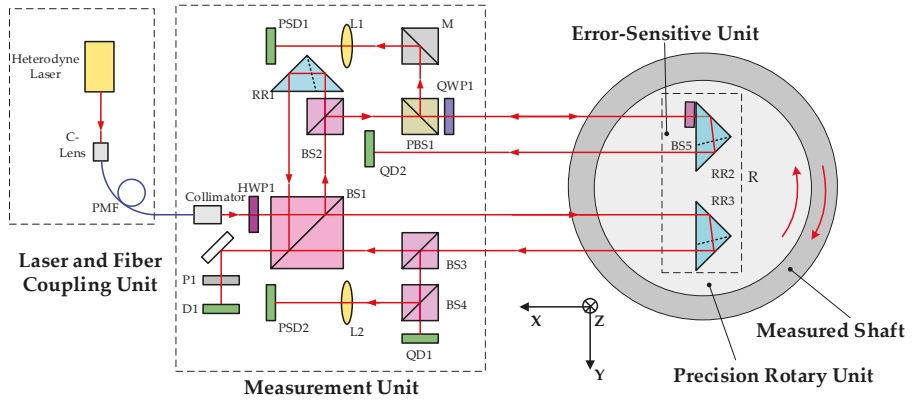 Heterodyne
Laser
C-
Lens
PMF
Collimator
Laser and Fiber
Coupling Unit
PSD1
L1
M
RR1
BS2
QWP1
PBS1
QD2
HWP1
BS1
P1
D1
BS3
BS4
PSD2
L2
QD1
Measurement Unit
Error-Sensitive Unit
BS5
RR2
R
RR3
X
Z
Y
Measured Shaft
Precision Rotary Unit